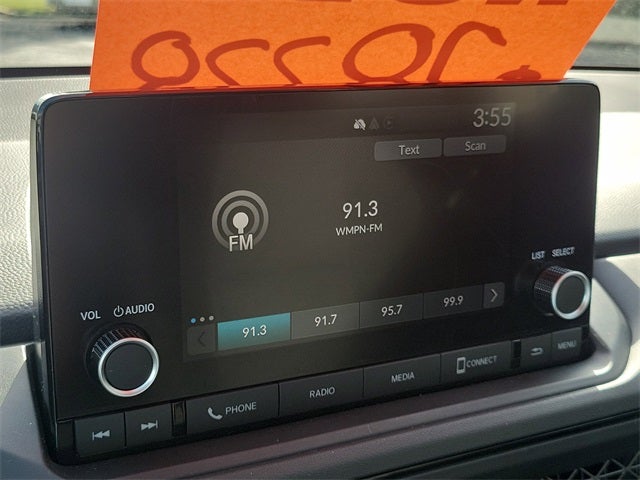 3:55
Text Scan
91.3
WMPN-FM
FM
LIST SELECT
VOL AUDIO
91.3 91.7 95.7 99.9
PHONE RADIO MEDIA CONNECT MENU